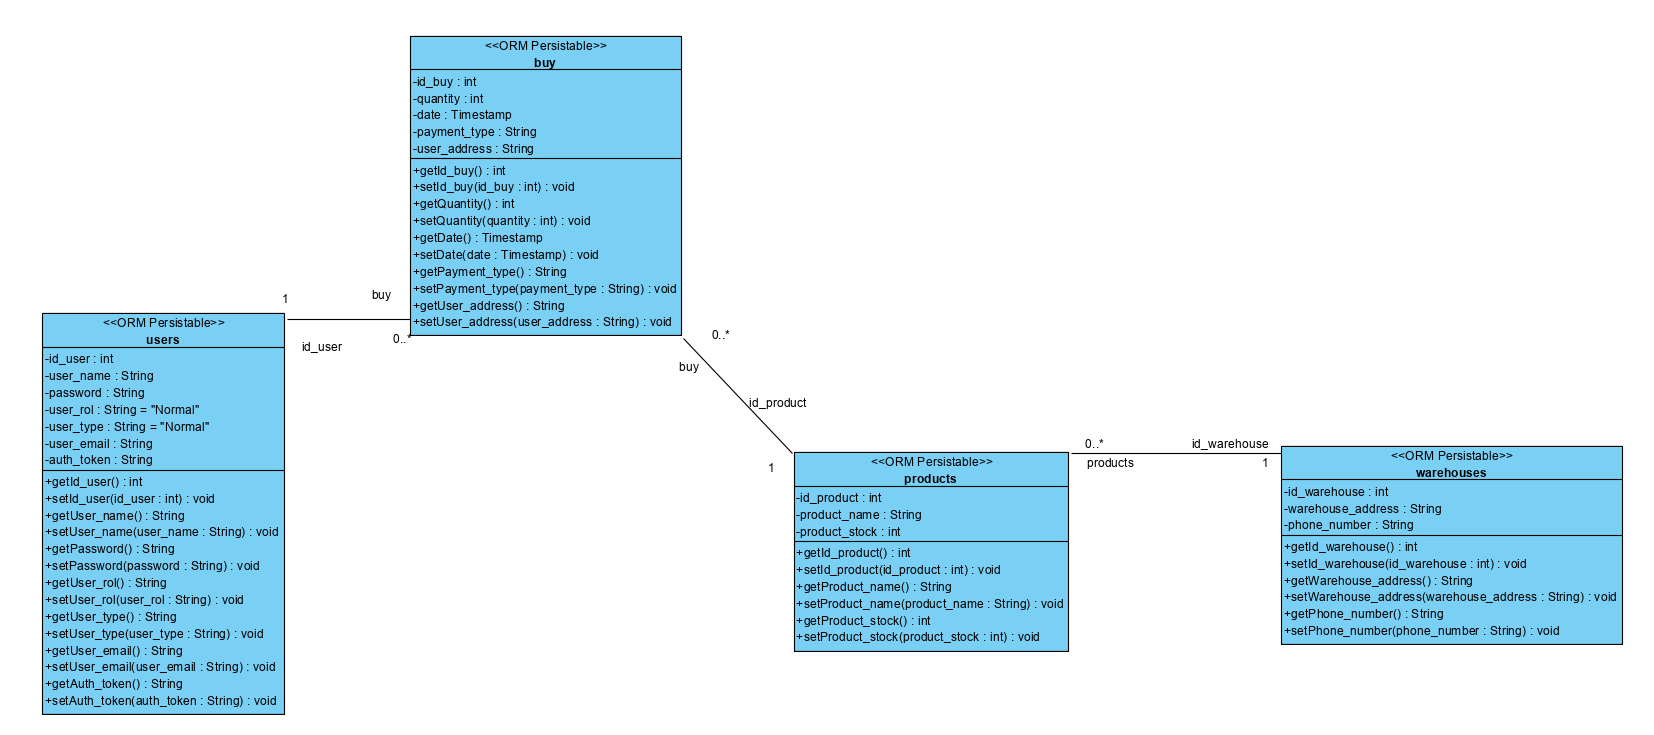 <<ORM Persistable>>
buy
-id_buy : int
-quantity : int
-date : Timestamp
-payment_type : String
-user_address : String
+getId_buy() : int
+setId_buy(id_buy : int) : void
+getQuantity() : int
+setQuantity(quantity : int) : void
+getDate() : Timestamp
+setDate(date : Timestamp) : void
+getPayment_type() : String
+setPayment_type(payment_type : String) : void
+getUser_address() : String
+setUser_address(user_address : String) : void
1
buy
id_user
0..*
<<ORM Persistable>>
users
-id_user : int
-user_name : String
-password : String
-user_rol : String = "Normal"
-user_type : String = "Normal"
-user_email : String
-auth_token : String
+getId_user() : int
+setId_user(id_user : int) : void
+getUser_name() : String
+setUser_name(user_name : String) : void
+getPassword() : String
+setPassword(password : String) : void
+getUser_rol() : String
+setUser_rol(user_rol : String) : void
+getUser_type() : String
+setUser_type(user_type : String) : void
+getUser_email() : String
+setUser_email(user_email : String) : void
+getAuth_token() : String
+setAuth_token(auth_token : String) : void
0..*
buy
id_product
1
<<ORM Persistable>>
products
-id_product : int
-product_name : String
-product_stock : int
+getId_product() : int
+setId_product(id_product : int) : void
+getProduct_name() : String
+setProduct_name(product_name : String) : void
+getProduct_stock() : int
+setProduct_stock(product_stock : int) : void
0..*
id_warehouse
products
1
<<ORM Persistable>>
warehouses
-id_warehouse : int
-warehouse_address : String
-phone_number : String
+getId_warehouse() : int
+setId_warehouse(id_warehouse : int) : void
+getWarehouse_address() : String
+setWarehouse_address(warehouse_address : String) : void
+getPhone_number() : String
+setPhone_number(phone_number : String) : void